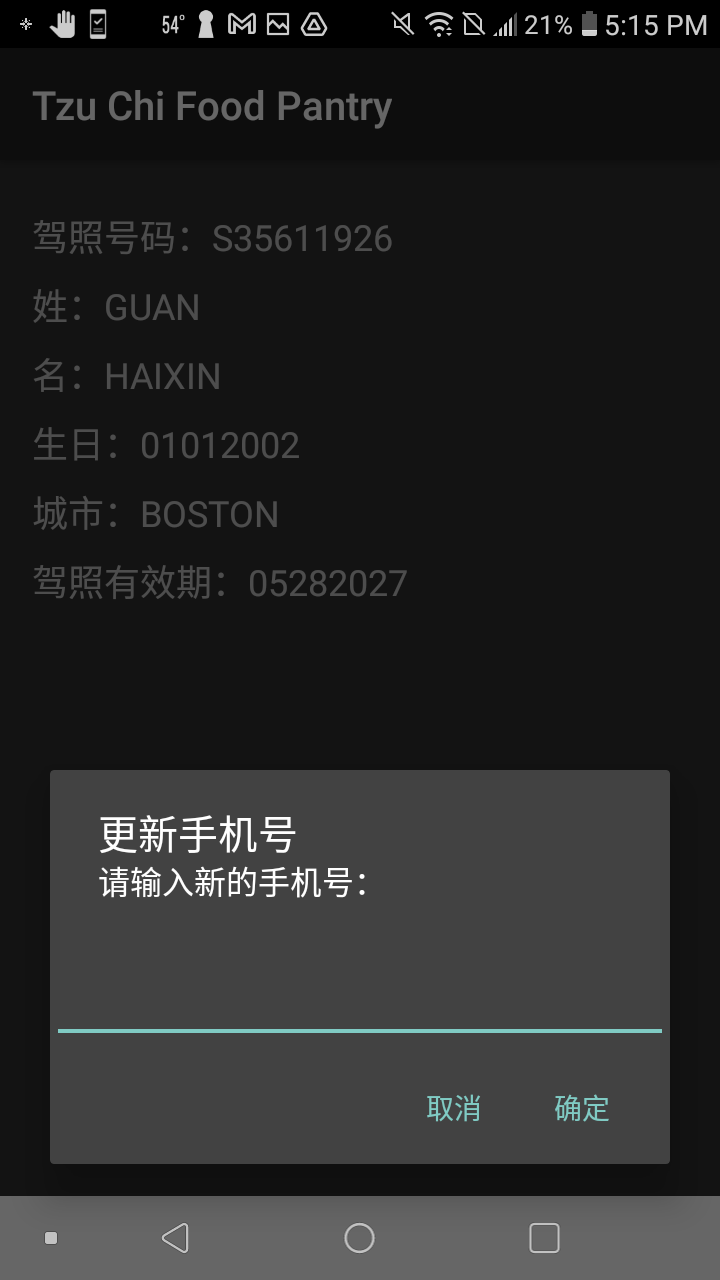 54° 21% 5:15 PM
Tzu Chi Food Pantry
驾照号码：S35611926
姓：GUAN
名：HAIXIN
生日：01012002
城市：BOSTON
驾照有效期：05282027
更新手机号
请输入新的手机号：
取消 确定